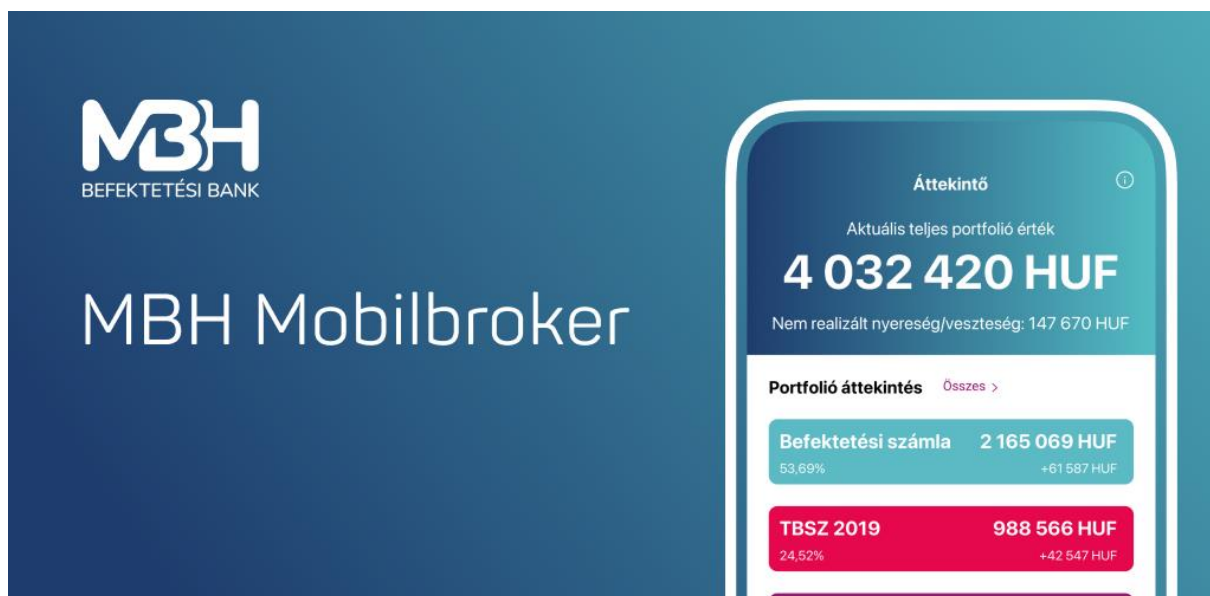 MBH
BEFEKTETÉSI BANK
MBH Mobilbroker
Áttekintő
Aktuális teljes portfolió érték
4 032 420 HUF
Nem realizált nyereség/veszteség: 147 670 HUF
Portfolió áttekintés Összes >
Befektetési számla 2 165 069 HUF
53,69% +61 587 HUF
TBSZ 2019 988 566 HUF
24,52% +42 547 HUF